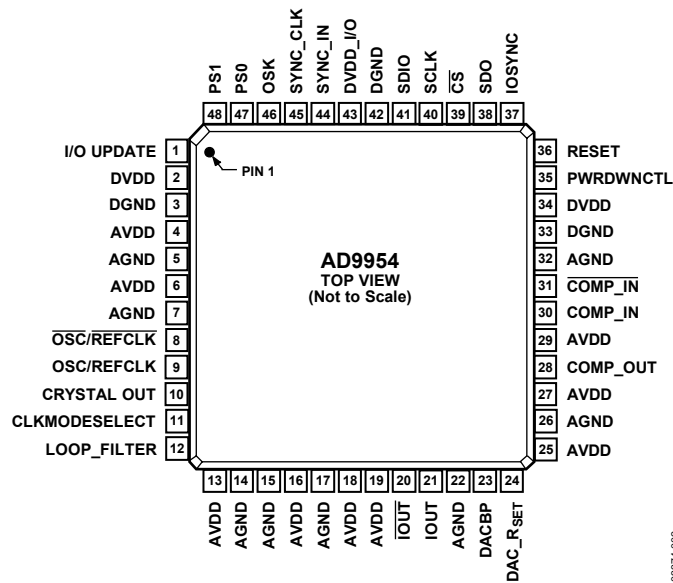 PS1
PS0
OSK
SYNC_CLK
SYNC_IN
DVDD_I/O
DGND
SDIO
SCLK
C̅S̅
SDO
IOSYNC
48 47 46 45 44 43 42 41 40 39 38 37
I/O UPDATE 1
DVDD 2
DGND 3
AVDD 4
AGND 5
AVDD 6
AGND 7
O̅S̅C̅/R̅E̅F̅C̅L̅K̅ 8
OSC/REFCLK 9
CRYSTAL OUT 10
CLKMODESELECT 11
LOOP_FILTER 12
PIN 1
AD9954
TOP VIEW
(Not to Scale)
36 RESET
35 PWRDWNCTL
34 DVDD
33 DGND
32 AGND
31 C̅O̅M̅P̅_̅I̅N̅
30 COMP_IN
29 AVDD
28 COMP_OUT
27 AVDD
26 AGND
25 AVDD
13 14 15 16 17 18 19 20 21 22 23 24
AVDD
AGND
AGND
AVDD
AGND
AVDD
AVDD
I̅O̅U̅T̅
IOUT
AGND
DACBP
DAC_RSET